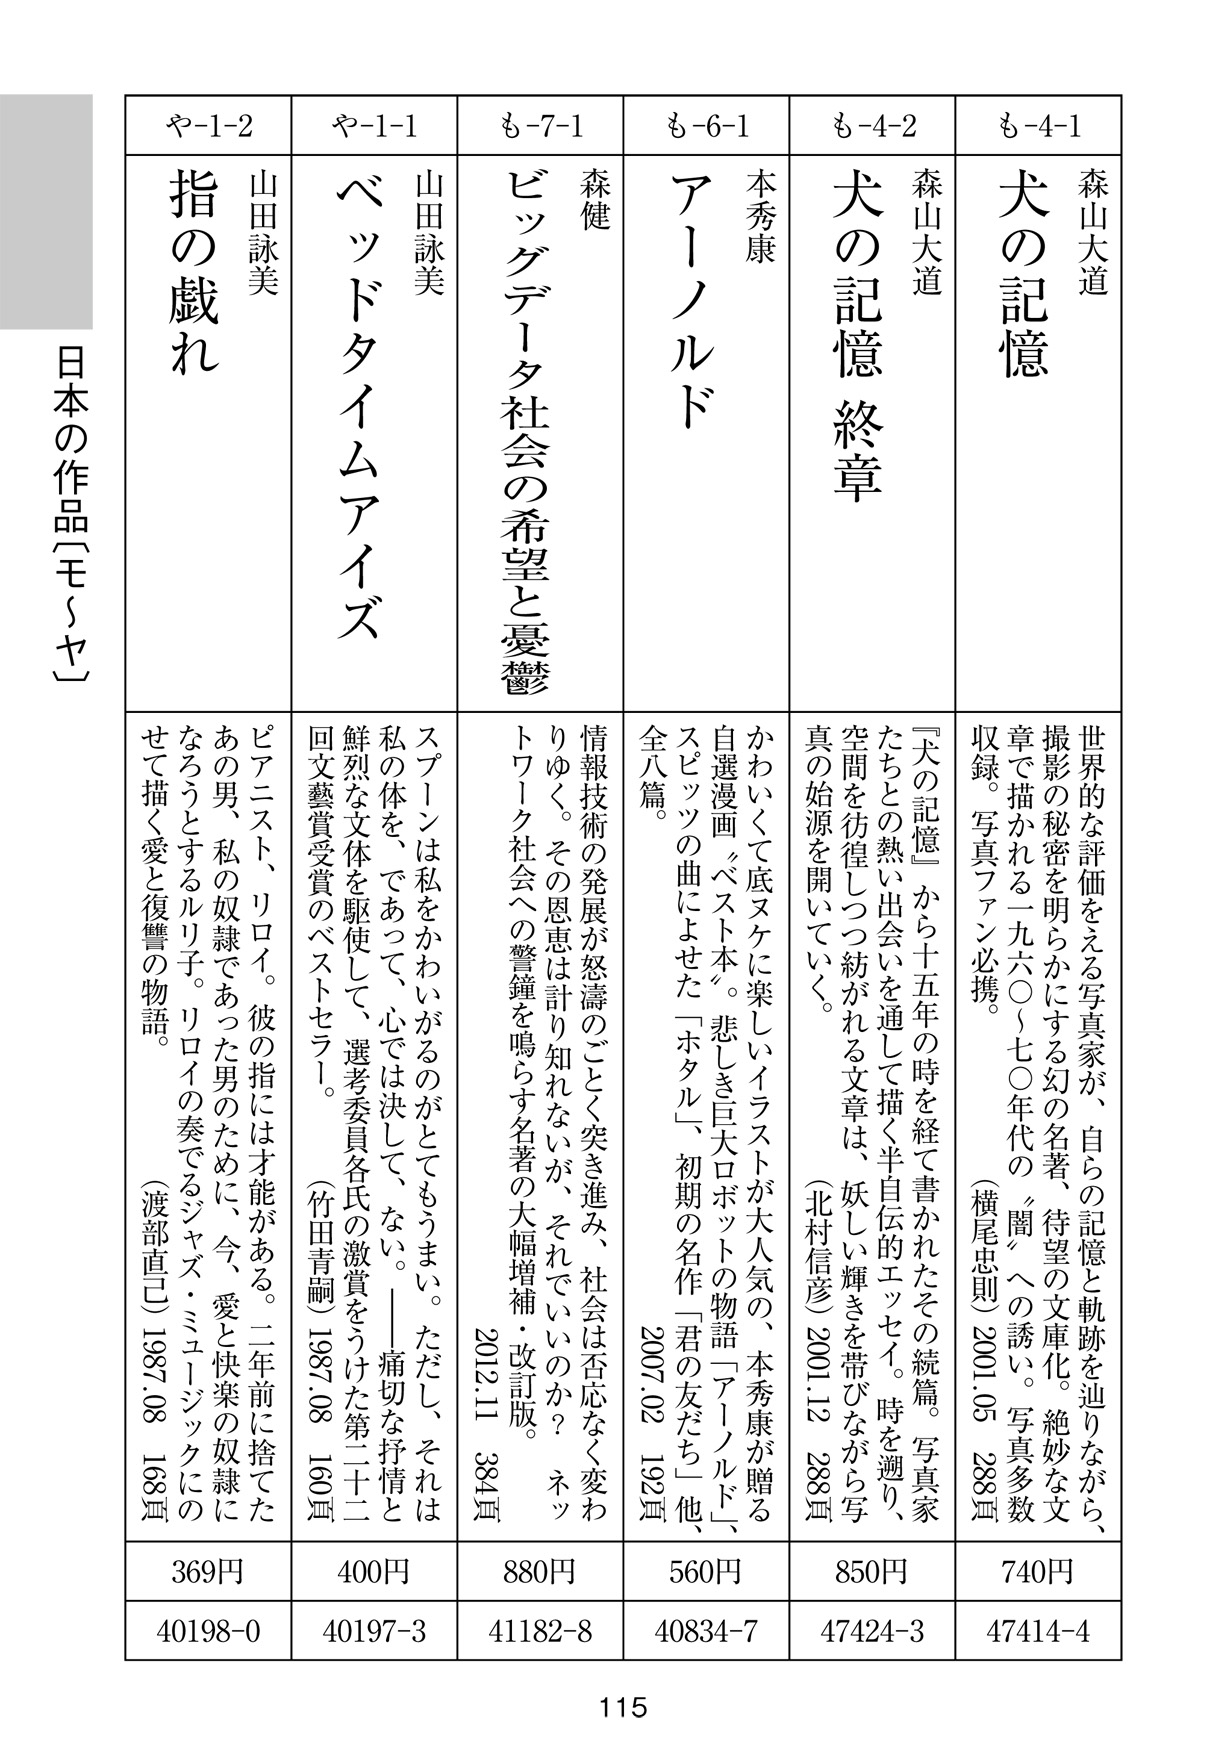 も-4-1
森山大道
犬の記憶
世界的な評価をえる写真家が、自らの記憶と軌跡を辿りながら、
撮影の秘密を明らかにする幻の名著、待望の文庫化。絶妙な文
章で描かれる一九六〇〜七〇年代の〝闇〟への誘い。写真多数
収録。写真ファン必携。
（横尾忠則）2001.05 288頁
740円
47414-4
も-4-2
森山大道
犬の記憶 終章
『犬の記憶』から十五年の時を経て書かれたその続篇。写真家
たちとの熱い出会いを通して描く半自伝的エッセイ。時を遡り、
空間を彷徨しつつ紡がれる文章は、妖しい輝きを帯びながら写
真の始源を開いていく。
（北村信彦）2001.12 288頁
850円
47424-3
も-6-1
本秀康
アーノルド
かわいくて底ヌケに楽しいイラストが大人気の、本秀康が贈る
自選漫画〝ベスト本〟。悲しき巨大ロボットの物語「アーノルド」、
スピッツの曲によせた「ホタル」、初期の名作「君の友だち」他、
全八篇。
2007.02 192頁
560円
40834-7
も-7-1
森健
ビッグデータ社会の希望と憂鬱
情報技術の発展が怒濤のごとく突き進み、社会は否応なく変わ
りゆく。その恩恵は計り知れないが、それでいいのか？ ネッ
トワーク社会への警鐘を鳴らす名著の大幅増補・改訂版。
2012.11 384頁
880円
41182-8
や-1-1
山田詠美
ベッドタイムアイズ
スプーンは私をかわいがるのがとてもうまい。ただし、それは
私の体を、であって、心では決して、ない。――痛切な抒情と
鮮烈な文体を駆使して、選考委員各氏の激賞をうけた第二十二
回文藝賞受賞のベストセラー。
（竹田青嗣）1987.08 160頁
400円
40197-3
や-1-2
山田詠美
指の戯れ
ピアニスト、リロイ。彼の指には才能がある。二年前に捨てた
あの男、私の奴隷であった男のために、今、愛と快楽の奴隷に
なろうとするルリ子。リロイの奏でるジャズ・ミュージックにの
せて描く愛と復讐の物語。
（渡部直己）1987.08 168頁
369円
40198-0
日本の作品〔モ〜ヤ〕
115